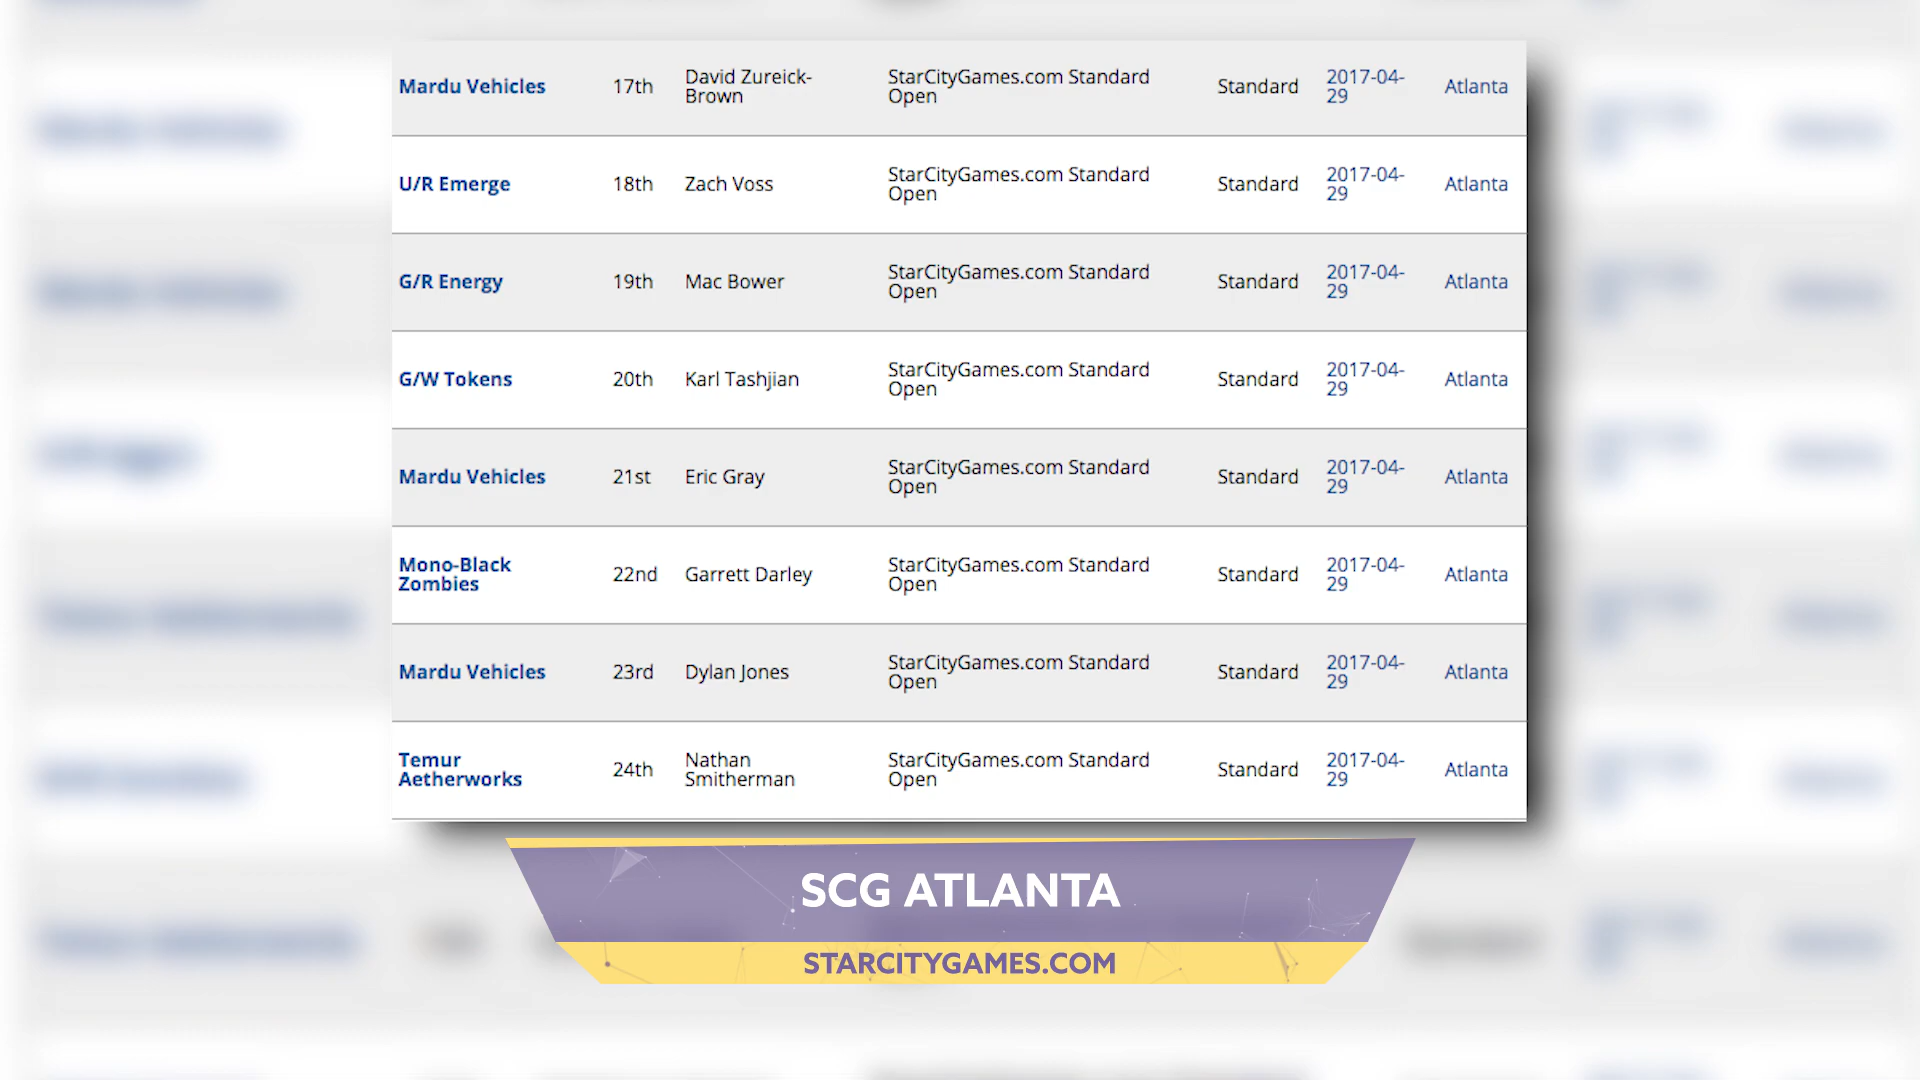 Mardu Vehicles 17th David Zureick- StarCityGames.com Standard Standard 2017-04- Atlanta
Brown Open 29
U/R Emerge 18th Zach Voss StarCityGames.com Standard Standard 2017-04- Atlanta
Open 29
G/R Energy 19th Mac Bower StarCityGames.com Standard Standard 2017-04- Atlanta
Open 29
G/W Tokens 20th Karl Tashjian StarCityGames.com Standard Standard 2017-04- Atlanta
Open 29
Mardu Vehicles 21st Eric Gray StarCityGames.com Standard Standard 2017-04- Atlanta
Open 29
Mono-Black 22nd Garrett Darley StarCityGames.com Standard Standard 2017-04- Atlanta
Zombies Open 29
Mardu Vehicles 23rd Dylan Jones StarCityGames.com Standard Standard 2017-04- Atlanta
Open 29
Temur 24th Nathan StarCityGames.com Standard Standard 2017-04- Atlanta
Aetherworks Smitherman Open 29
SCG ATLANTA
STARCITYGAMES.COM